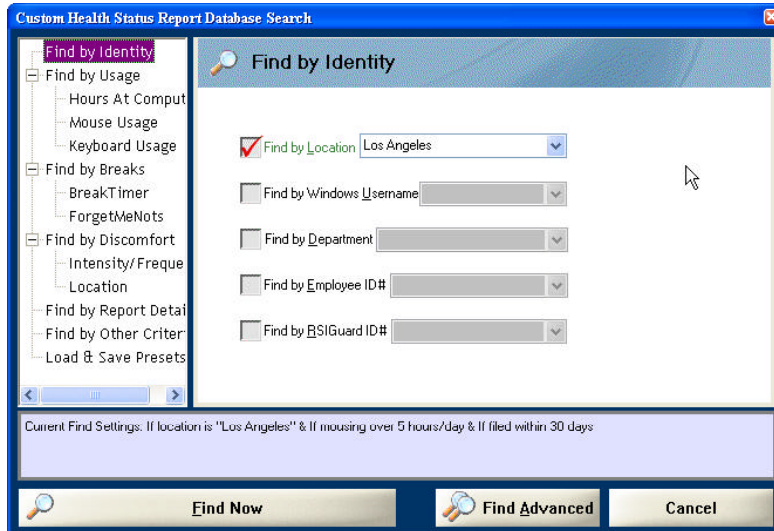 Custom Health Status Report Database Search
Find by Identity
Find by Usage
Hours At Comput
Mouse Usage
Keyboard Usage
Find by Breaks
BreakTimer
ForgetMeNots
Find by Discomfort
Intensity/Freque
Location
Find by Report Detai
Find by Other Criter
Load & Save Presets
Find by Identity
Find by Location Los Angeles
Find by Windows Username
Find by Department
Find by Employee ID#
Find by RSIGuard ID#
Current Find Settings: If location is "Los Angeles" & If mousing over 5 hours/day & If filed within 30 days
Find Now
Find Advanced
Cancel